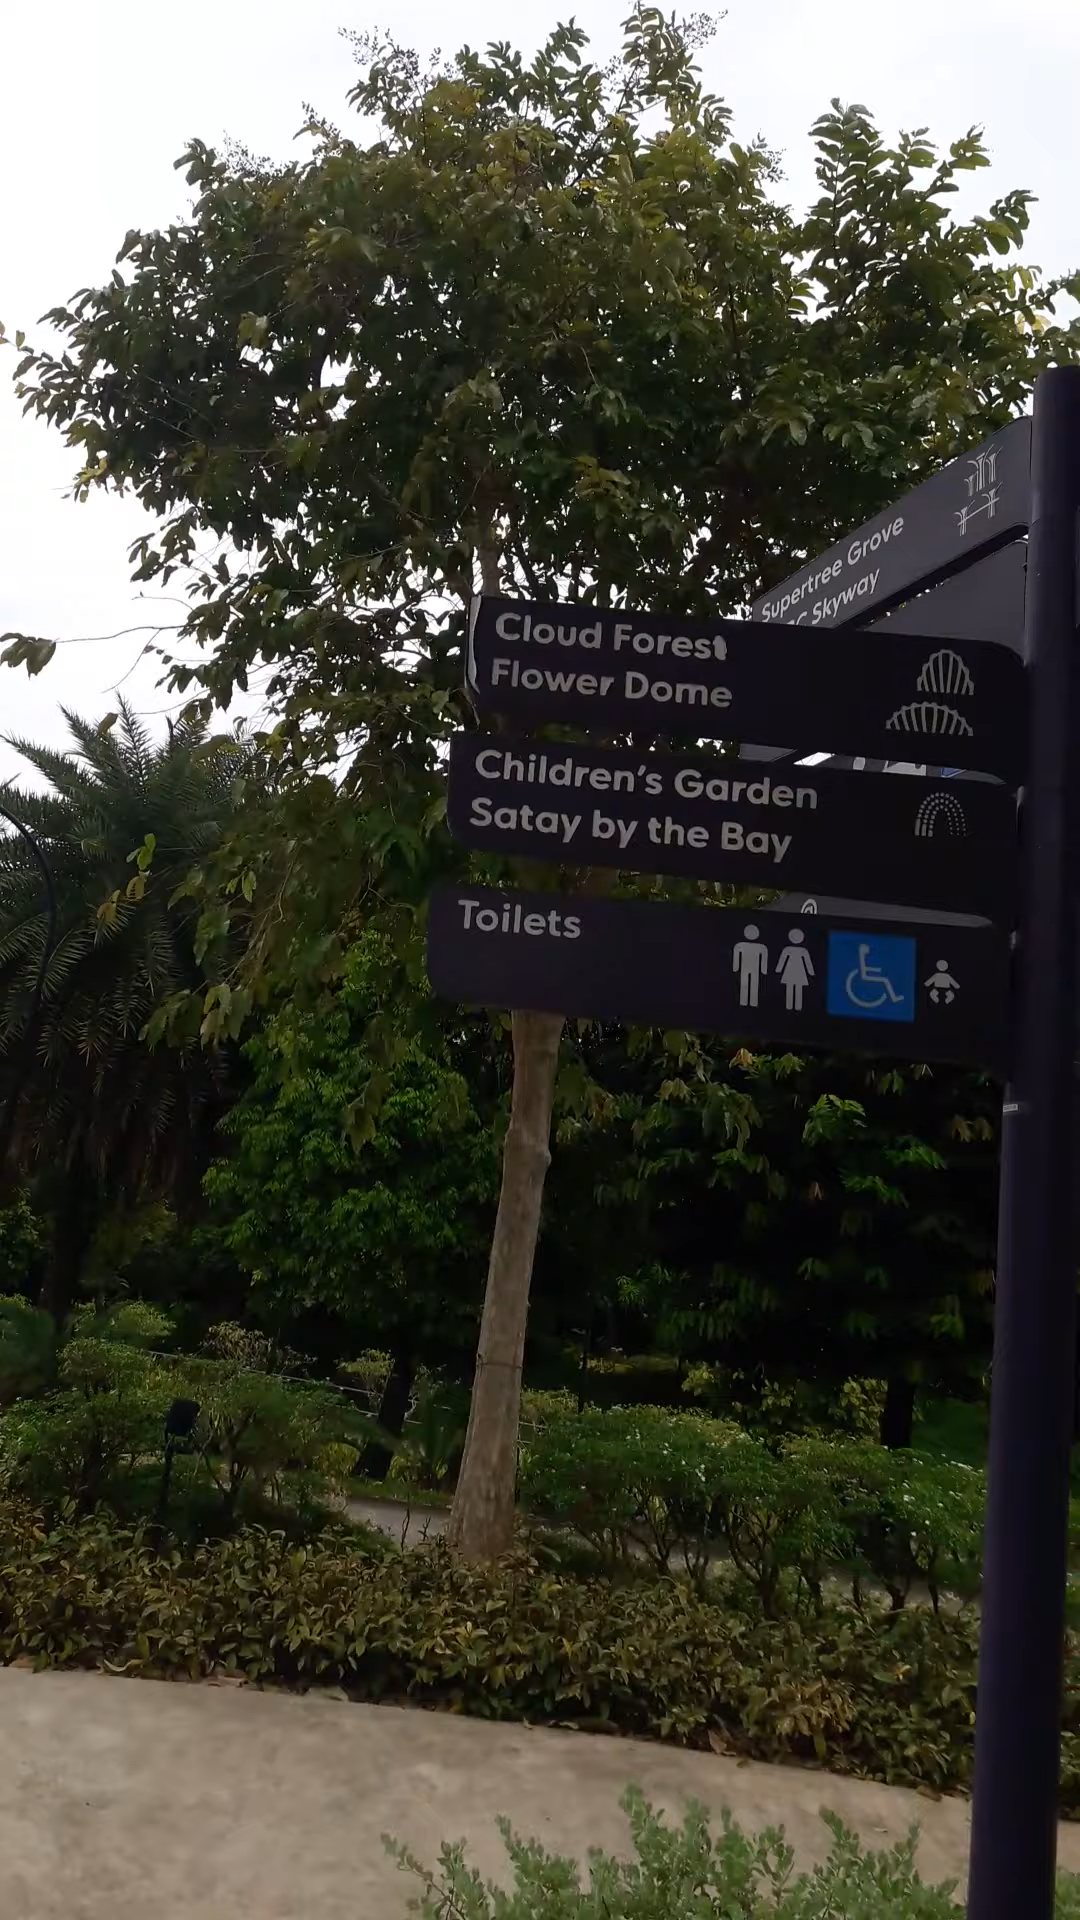 Supertree Grove
Skyway
Cloud Forest
Flower Dome
Children's Garden
Satay by the Bay
Toilets